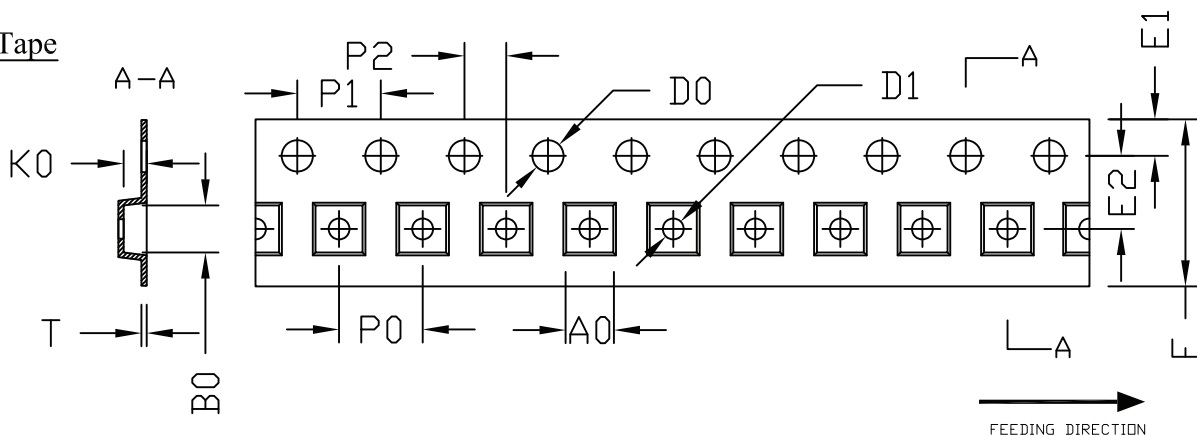 Tape
A-A
P2
P1
D0
D1
A
E1
K0
E2
T
P0
A0
B0
A
FEEDING DIRECTION